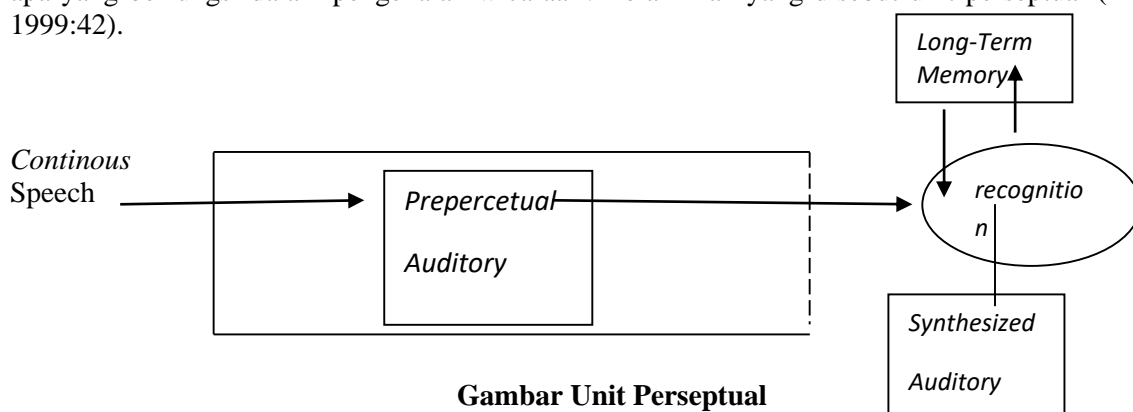 1999:42).
Long-Term
Memory
Continous
Speech
Prepercetual
Auditory
recognitio
n
Synthesized
Auditory
Gambar Unit Perseptual